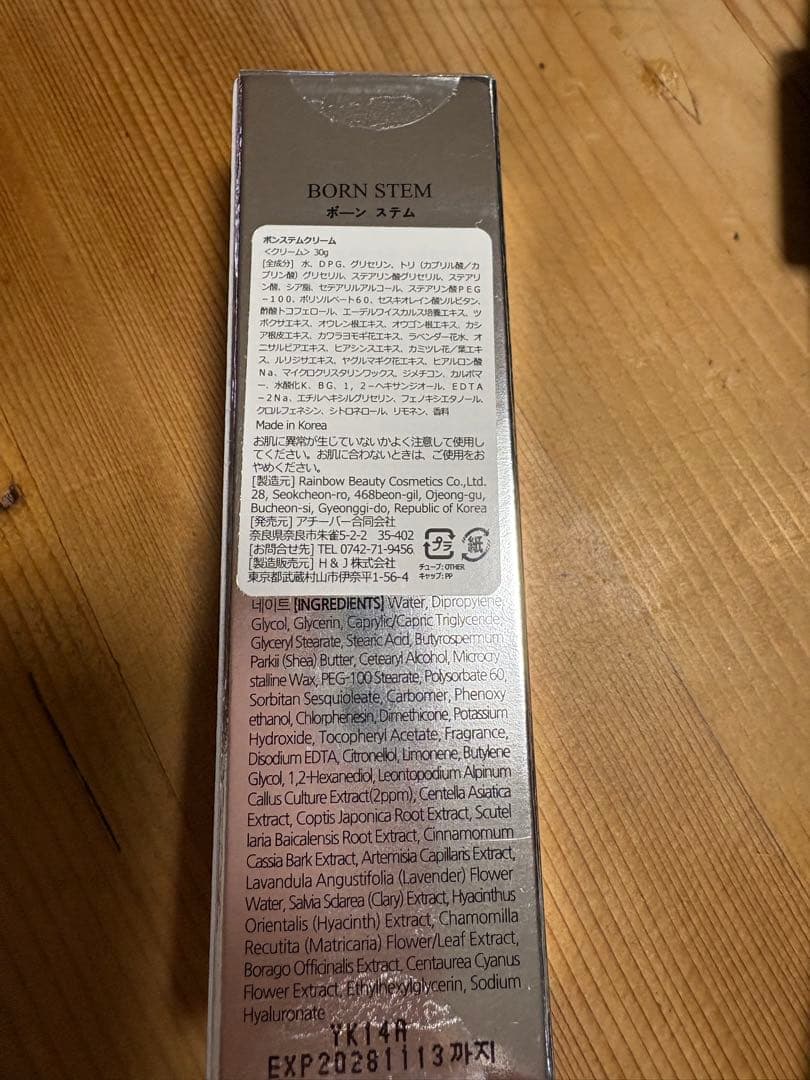 BORN STEM
ボーン ステム
ボンステムクリーム
<クリーム> 30g
[全成分] 水、DPG、グリセリン、トリ（カプリル酸／カ
プリン酸）グリセリル、ステアリン酸グリセリル、ステアリ
ン酸、シア脂、セテアリルアルコール、ステアリン酸PEG
－100、ポリソルベート60、セスキオレイン酸ソルビタン、
酢酸トコフェロール、エーデルワイスカルス培養エキス、ツ
ボクサエキス、オウレン根エキス、オウゴン根エキス、カシ
ア根皮エキス、カワラヨモギ花エキス、ラベンダー花水、オ
ニサルビアエキス、ヒアシンスエキス、カミツレ花／葉エキ
ス、ルリジサエキス、ヤグルマギク花エキス、ヒアルロン酸
Na、マイクロクリスタリンワックス、ジメチコン、カルボマ
ー、水酸化K、BG、1，2－ヘキサンジオール、EDTA
－2Na、エチルヘキシルグリセリン、フェノキシエタノール、
クロルフェネシン、シトロネロール、リモネン、香料
Made in Korea
お肌に異常が生じていないかよく注意して使用し
てください。お肌に合わないときは、ご使用をお
やめください。
[製造元] Rainbow Beauty Cosmetics Co.,Ltd.
28, Seokcheon-ro, 468beon-gil, Ojeong-gu,
Bucheon-si, Gyeonggi-do, Republic of Korea
[発売元] アチーバー合同会社
奈良県奈良市朱雀5-2-2 35-402
[お問合せ先] TEL 0742-71-9456
[製造販売元] H & J 株式会社
東京都武蔵村山市伊奈平1-56-4
プラ
紙
チューブ: OTHER
キャップ: PP
네이트 [INGREDIENTS] Water, Dipropylene
Glycol, Glycerin, Caprylic/Capric Triglyceride,
Glyceryl Stearate, Stearic Acid, Butyrospermum
Parkii (Shea) Butter, Cetearyl Alcohol, Microcry
stalline Wax, PEG-100 Stearate, Polysorbate 60,
Sorbitan Sesquioleate, Carbomer, Phenoxy
ethanol, Chlorphenesin, Dimethicone, Potassium
Hydroxide, Tocopheryl Acetate, Fragrance,
Disodium EDTA, Citronellol, Limonene, Butylene
Glycol, 1,2-Hexanediol, Leontopodium Alpinum
Callus Culture Extract(2ppm), Centella Asiatica
Extract, Coptis Japonica Root Extract, Scutel
laria Baicalensis Root Extract, Cinnamomum
Cassia Bark Extract, Artemisia Capillaris Extract,
Lavandula Angustifolia (Lavender) Flower
Water, Salvia Sclarea (Clary) Extract, Hyacinthus
Orientalis (Hyacinth) Extract, Chamomilla
Recutita (Matricaria) Flower/Leaf Extract,
Borago Officinalis Extract, Centaurea Cyanus
Flower Extract, Ethylhexylglycerin, Sodium
Hyaluronate
YK14A
EXP20281113까지